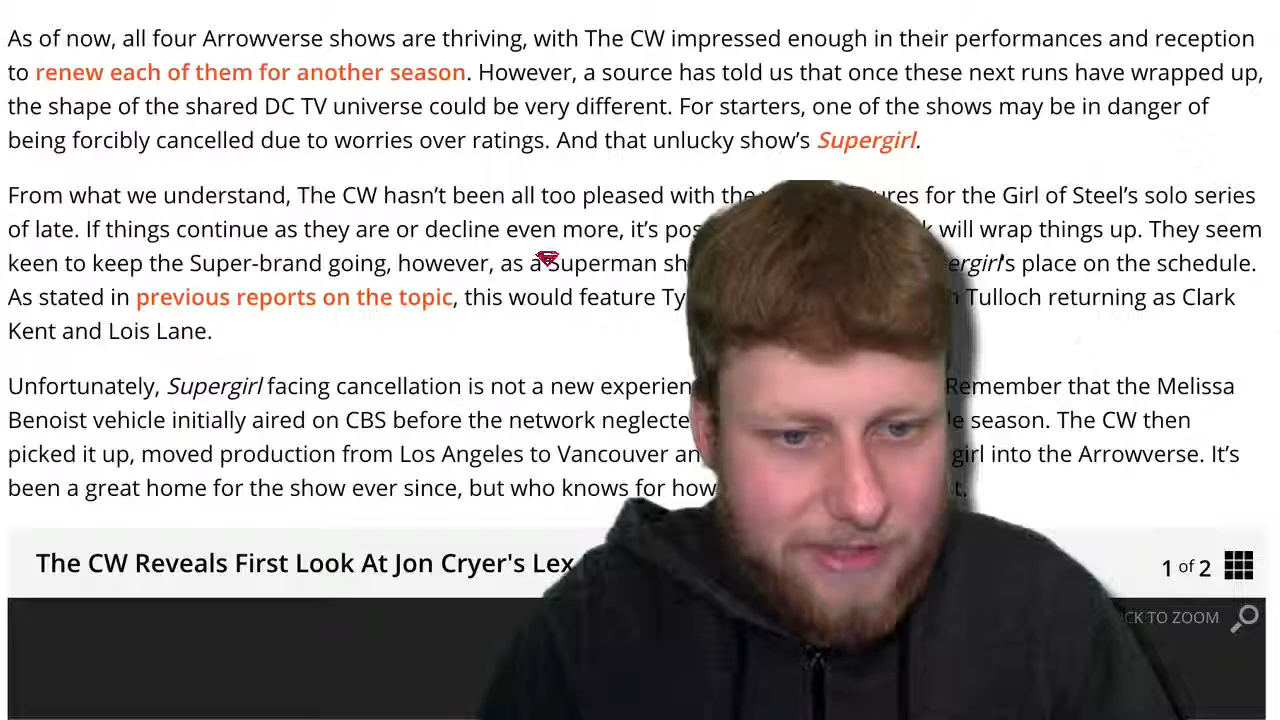 As of now, all four Arrowverse shows are thriving, with The CW impressed enough in their performances and reception
to renew each of them for another season. However, a source has told us that once these next runs have wrapped up,
the shape of the shared DC TV universe could be very different. For starters, one of the shows may be in danger of
being forcibly cancelled due to worries over ratings. And that unlucky show’s Supergirl.
From what we understand, The CW hasn’t been all too pleased with the for the Girl of Steel’s solo series
of late. If things continue as they are or decline even more, it’s will wrap things up. They seem
keen to keep the Super-brand going, however, as a Superman place on the schedule.
As stated in previous reports on the topic, this would feature Tulloch returning as Clark
Kent and Lois Lane.
Unfortunately, Supergirl facing cancellation is not a new Remember that the Melissa
Benoist vehicle initially aired on CBS before the network season. The CW then
picked it up, moved production from Los Angeles to Vancouver into the Arrowverse. It’s
been a great home for the show ever since, but who knows for how
The CW Reveals First Look At Jon Cryer's Lex 1 of 2
TO ZOOM